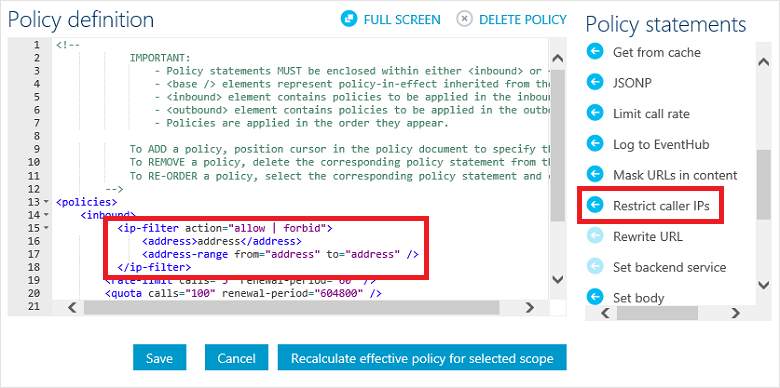 Policy definition
FULL SCREEN
DELETE POLICY
1 <!--
2 IMPORTANT:
3 - Policy statements MUST be enclosed within either <inbound> or
4 - <base /> elements represent policy-in-effect inherited from the
5 - <inbound> element contains policies to be applied in the inboun
6 - <outbound> element contains policies to be applied in the outbo
7 - Policies are applied in the order they appear.
8
9 To ADD a policy, position cursor in the policy document to specify th
10 To REMOVE a policy, delete the corresponding policy statement from th
11 To RE-ORDER a policy, select the corresponding policy statement and
12 -->
13 <policies>
14 <inbound>
15 <ip-filter action="allow | forbid">
16 <address>address</address>
17 <address-range from="address" to="address" />
18 </ip-filter>
19 <rate-limit calls="5" renewal-period="60" />
20 <quota calls="100" renewal-period="604800" />
21
Save
Cancel
Recalculate effective policy for selected scope
Policy statements
Get from cache
JSONP
Limit call rate
Log to EventHub
Mask URLs in content
Restrict caller IPs
Rewrite URL
Set backend service
Set body